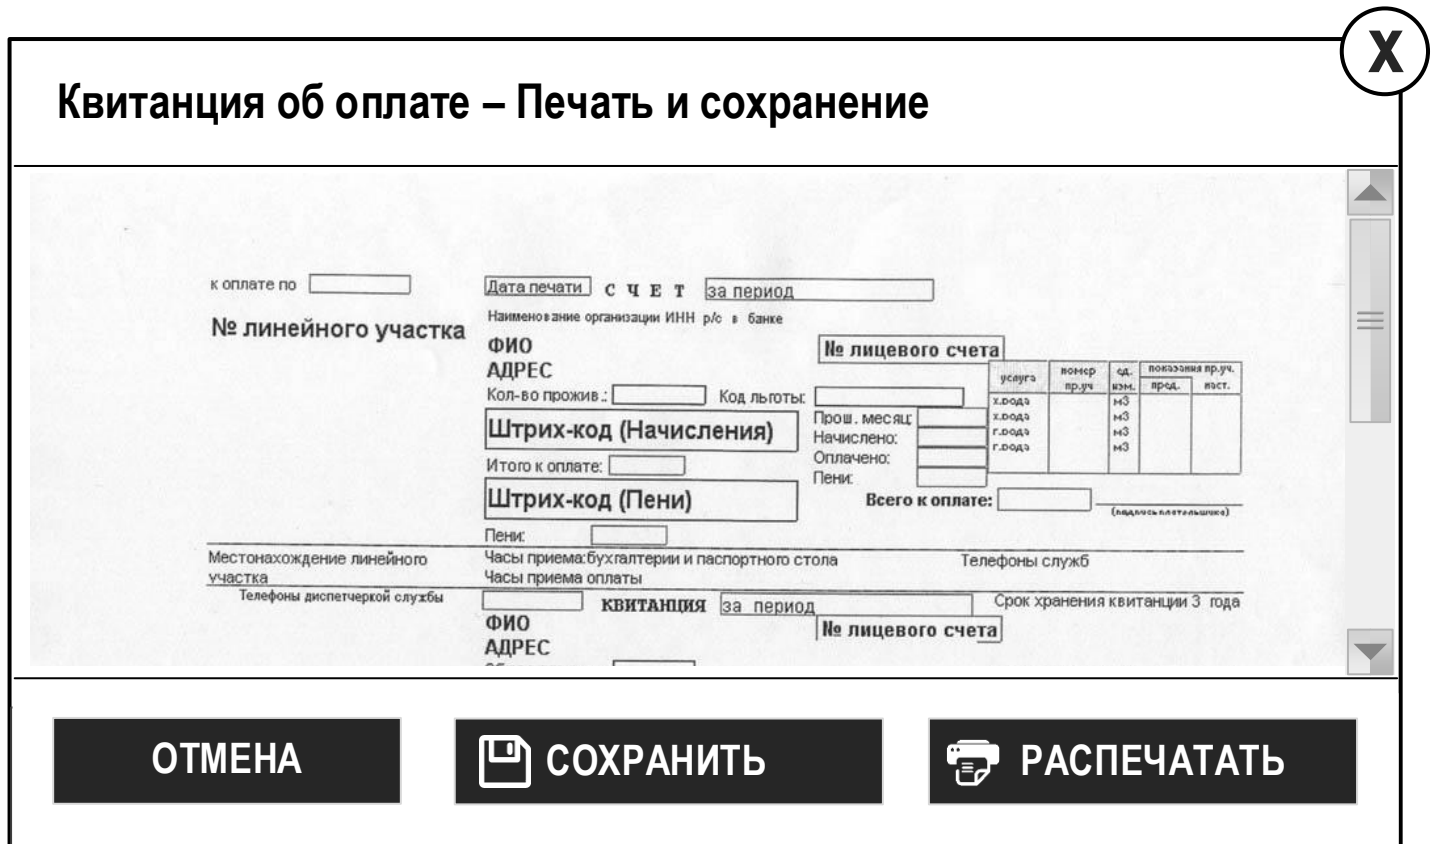 X
Квитанция об оплате – Печать и сохранение
к оплате по
Дата печати СЧЕТ за период
Наименование организации ИНН р/с в банке
№ линейного участка
ФИО
№ лицевого счета
АДРЕС
Кол-во прожив.: Код льготы:
услуга номер пр.уч ед. изм. показания пр.уч. пред. наст.
х.вода м3
х.вода м3
г.вода м3
г.вода м3
Штрих-код (Начисления)
Прош. месяц:
Начислено:
Оплачено:
Пени:
Итого к оплате:
Штрих-код (Пени)
Всего к оплате:
(подпись плательщика)
Пени:
Местонахождение линейного участка
Часы приема:бухгалтерии и паспортного стола
Телефоны служб
Часы приема оплаты
Телефоны диспетчеркой службы
КВИТАНЦИЯ за период
Срок хранения квитанции 3 года
ФИО
№ лицевого счета
АДРЕС
ОТМЕНА
СОХРАНИТЬ
РАСПЕЧАТАТЬ